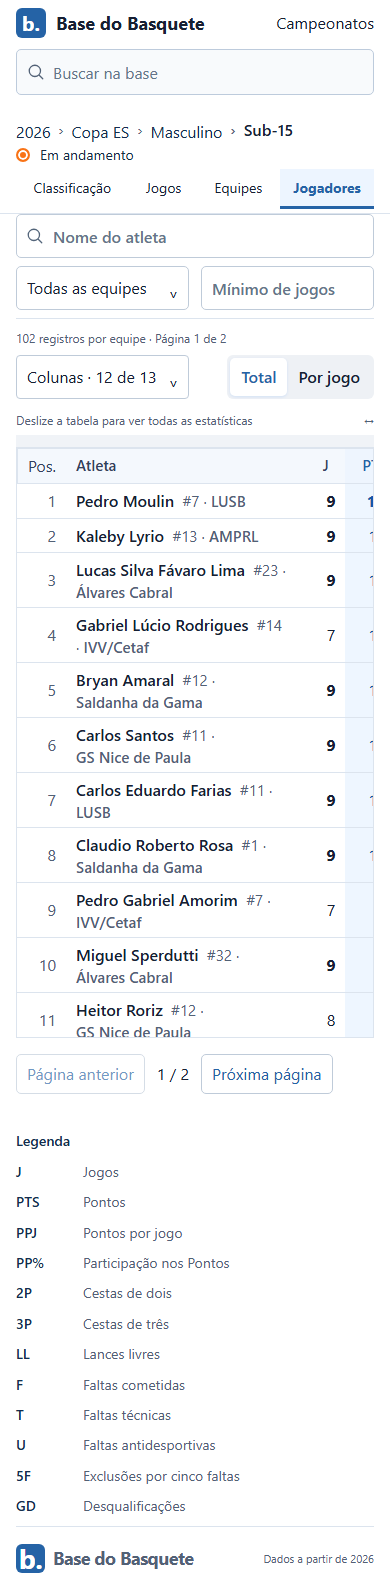 b. Base do Basquete Campeonatos
Buscar na base
2026 › Copa ES › Masculino › Sub-15
Em andamento
Classificação Jogos Equipes Jogadores
Nome do atleta
Todas as equipes v Mínimo de jogos
102 registros por equipe · Página 1 de 2
Colunas · 12 de 13 v Total Por jogo
Deslize a tabela para ver todas as estatísticas ↔
Pos. Atleta J
1 Pedro Moulin #7 · LUSB 9
2 Kaleby Lyrio #13 · AMPRL 9
3 Lucas Silva Fávaro Lima #23 · 9
Álvares Cabral
4 Gabriel Lúcio Rodrigues #14 7
· IVV/Cetaf
5 Bryan Amaral #12 · 9
Saldanha da Gama
6 Carlos Santos #11 · 9
GS Nice de Paula
7 Carlos Eduardo Farias #11 · 9
LUSB
8 Claudio Roberto Rosa #1 · 9
Saldanha da Gama
9 Pedro Gabriel Amorim #7 · 7
IVV/Cetaf
10 Miguel Sperdutti #32 · 9
Álvares Cabral
11 Heitor Roriz #12 · 8
GS Nice de Paula
Página anterior 1 / 2 Próxima página
Legenda
J Jogos
PTS Pontos
PPJ Pontos por jogo
PP% Participação nos Pontos
2P Cestas de dois
3P Cestas de três
LL Lances livres
F Faltas cometidas
T Faltas técnicas
U Faltas antidesportivas
5F Exclusões por cinco faltas
GD Desqualificações
b. Base do Basquete Dados a partir de 2026